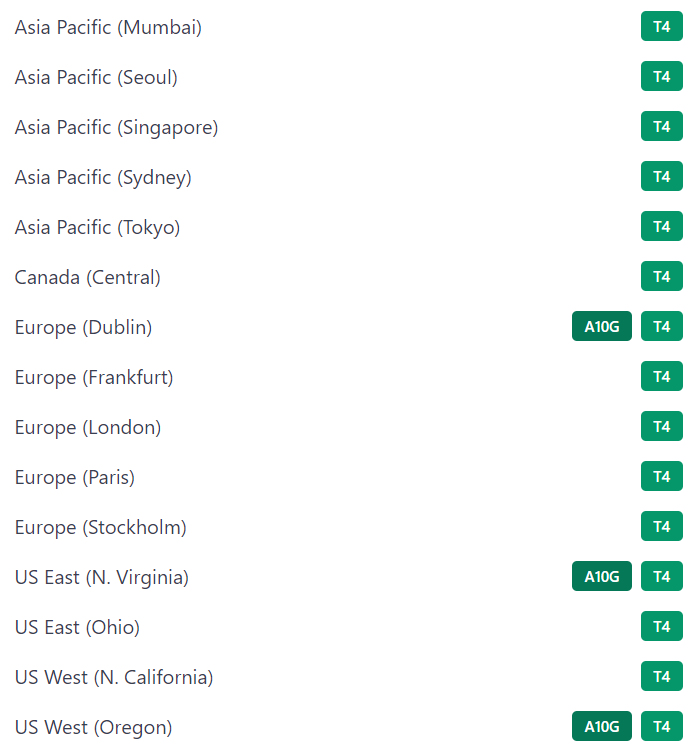 Asia Pacific (Mumbai) T4
Asia Pacific (Seoul) T4
Asia Pacific (Singapore) T4
Asia Pacific (Sydney) T4
Asia Pacific (Tokyo) T4
Canada (Central) T4
Europe (Dublin) A10G T4
Europe (Frankfurt) T4
Europe (London) T4
Europe (Paris) T4
Europe (Stockholm) T4
US East (N. Virginia) A10G T4
US East (Ohio) T4
US West (N. California) T4
US West (Oregon) A10G T4